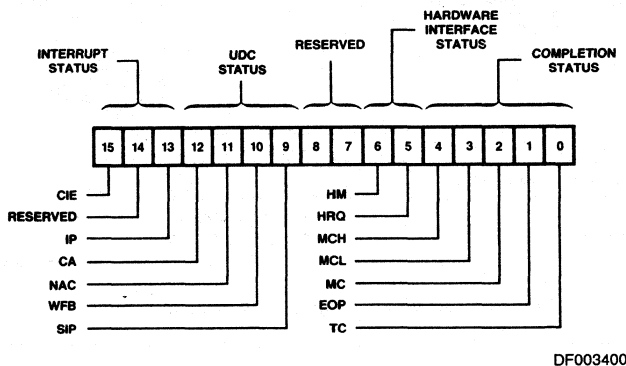 INTERRUPT
STATUS
UDC
STATUS
RESERVED
HARDWARE
INTERFACE
STATUS
COMPLETION
STATUS
15 14 13 12 11 10 9 8 7 6 5 4 3 2 1 0
CIE
RESERVED
IP
CA
NAC
WFB
SIP
HM
HRQ
MCH
MCL
MC
EOP
TC
DF003400